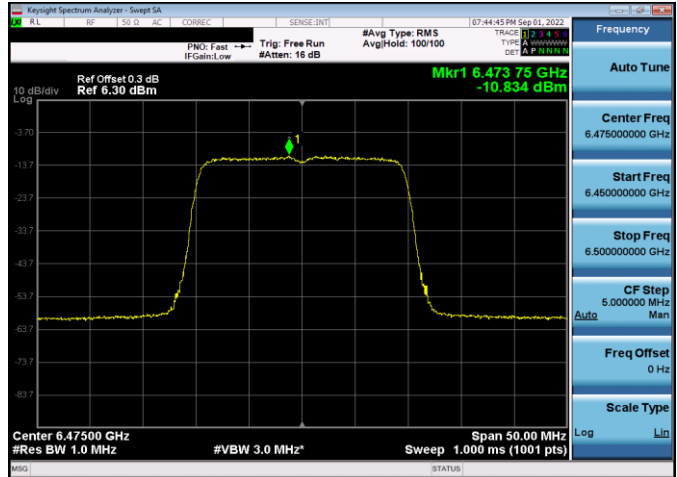 Keysight Spectrum Analyzer - Swept SA
RL RF 50 Ω AC CORREC SENSE:INT 07:44:45 PM Sep 01, 2022
Frequency
#Avg Type: RMS TRACE 1 2 3 4 5 6
PNO: Fast Trig: Free Run Avg|Hold: 100/100 TYPE A WWWWW
IFGain:Low #Atten: 16 dB DET A P N N N N
Auto Tune
Mkr1 6.473 75 GHz
Ref Offset 0.3 dB
10 dB/div Ref 6.30 dBm -10.834 dBm
Log
1
-3.70
-13.7
-23.7
-33.7
-43.7
-53.7
-63.7
-73.7
-83.7
Center 6.47500 GHz Span 50.00 MHz
#Res BW 1.0 MHz #VBW 3.0 MHz* Sweep 1.000 ms (1001 pts)
Center Freq
6.475000000 GHz
Start Freq
6.450000000 GHz
Stop Freq
6.500000000 GHz
CF Step
5.000000 MHz
Auto Man
Freq Offset
0 Hz
Scale Type
Log Lin
MSG STATUS